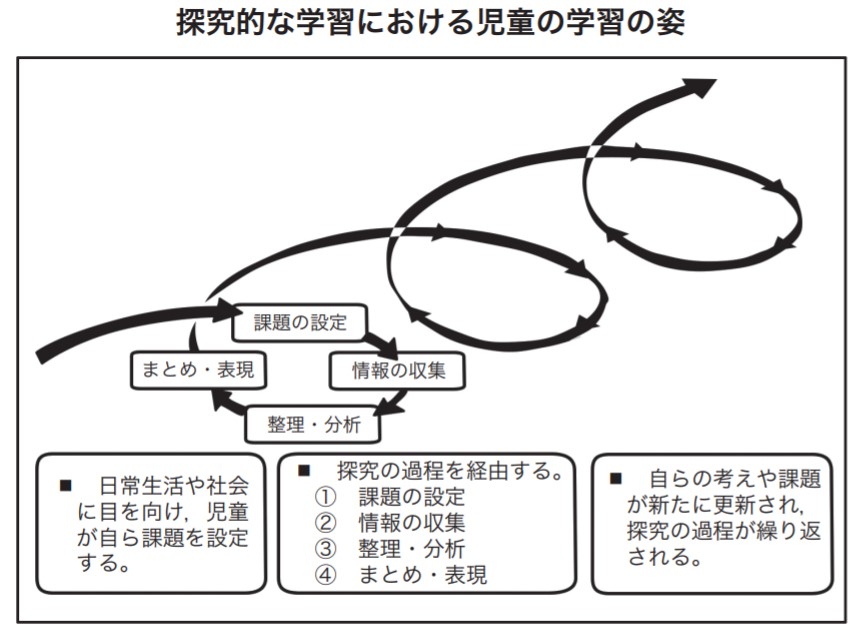 探究的な学習における児童の学習の姿
課題の設定
まとめ・表現
情報の収集
整理・分析
■ 日常生活や社会
に目を向け，児童
が自ら課題を設定
する。
■ 探究の過程を経由する。
① 課題の設定
② 情報の収集
③ 整理・分析
④ まとめ・表現
■ 自らの考えや課題
が新たに更新され，
探究の過程が繰り返
される。